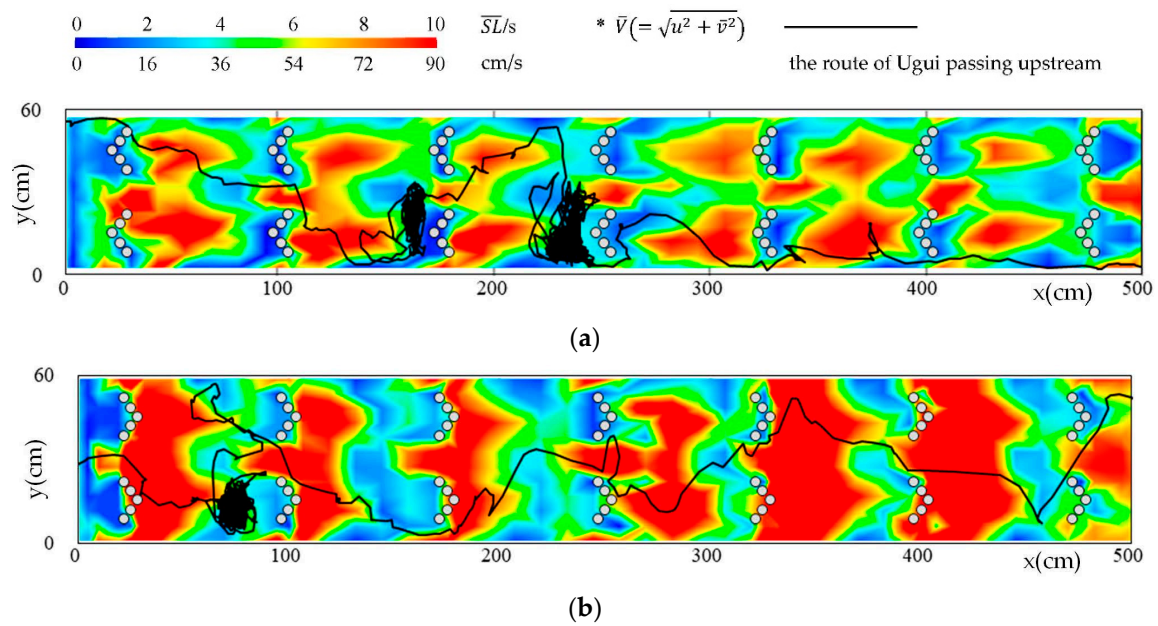 0 2 4 6 8 10 S̅L̅/s * V̄(= √(u² + v̄²))
0 16 36 54 72 90 cm/s the route of Ugui passing upstream
60
y(cm)
0
0 100 200 300 400 500
x(cm)
(a)
60
y(cm)
0
0 100 200 300 400 500
x(cm)
(b)